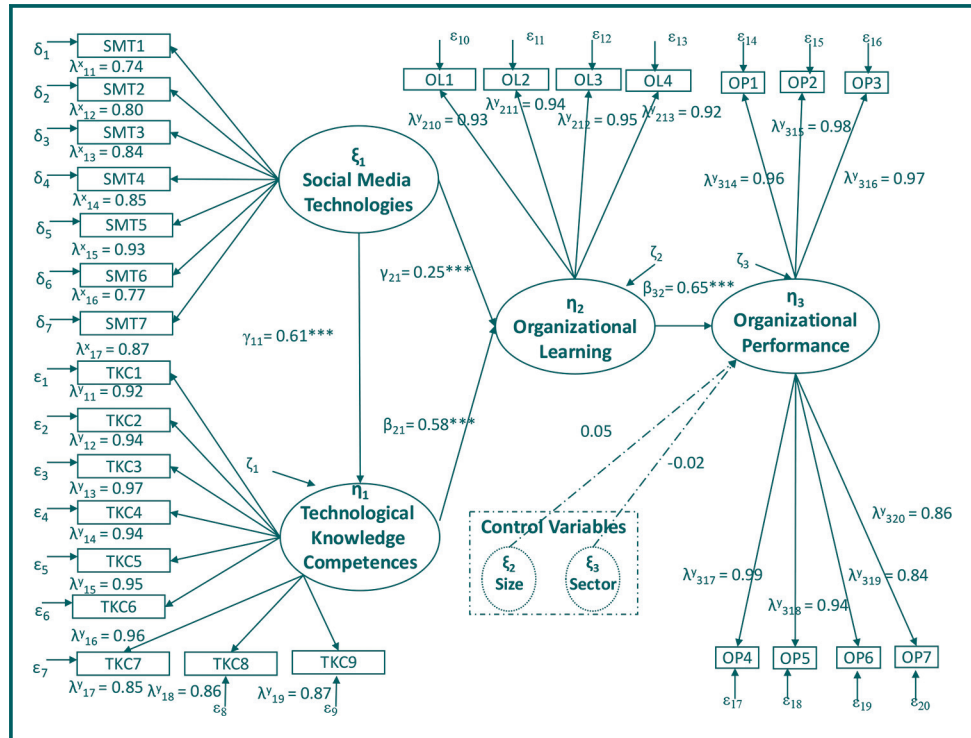 δ1
SMT1
λx11 = 0.74
δ2
SMT2
λx12 = 0.80
δ3
SMT3
λx13 = 0.84
δ4
SMT4
λx14 = 0.85
δ5
SMT5
λx15 = 0.93
δ6
SMT6
λx16 = 0.77
δ7
SMT7
λx17 = 0.87
ε1
TKC1
λy11 = 0.92
ε2
TKC2
λy12 = 0.94
ε3
TKC3
λy13 = 0.97
ε4
TKC4
λy14 = 0.94
ε5
TKC5
λy15 = 0.95
ε6
TKC6
λy16 = 0.96
ε7
TKC7
λy17 = 0.85
TKC8
λy18 = 0.86
ε8
TKC9
λy19 = 0.87
ε9
ξ1
Social Media
Technologies
γ11 = 0.61***
γ21 = 0.25***
β21 = 0.58***
ζ1
η1
Technological
Knowledge
Competences
ε10
ε11
ε12
ε13
OL1
OL2
OL3
OL4
λy210 = 0.93
λy211 = 0.94
λy212 = 0.95
λy213 = 0.92
ζ2
η2
Organizational
Learning
β32 = 0.65***
ε14
ε15
ε16
OP1
OP2
OP3
λy314 = 0.96
λy315 = 0.98
λy316 = 0.97
ζ3
η3
Organizational
Performance
0.05
-0.02
Control Variables
ξ2
Size
ξ3
Sector
λy317 = 0.99
λy318 = 0.94
λy319 = 0.84
λy320 = 0.86
OP4
OP5
OP6
OP7
ε17
ε18
ε19
ε20